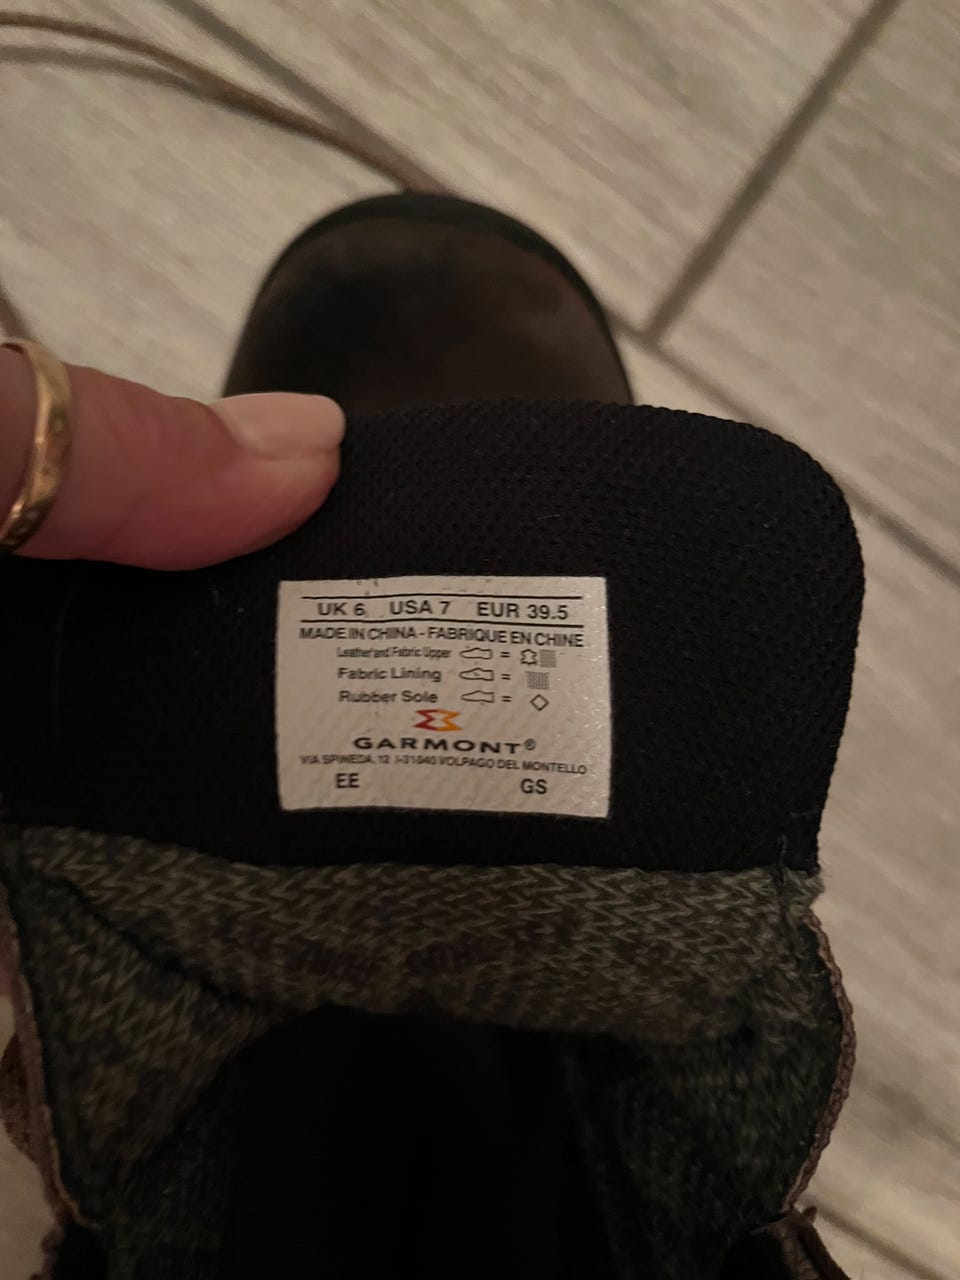 UK 6 USA 7 EUR 39.5
MADE IN CHINA - FABRIQUE EN CHINE
Leather and Fabric Upper =
Fabric Lining =
Rubber Sole =
GARMONT®
VIA SPINEDA, 12 I-31040 VOLPAGO DEL MONTELLO
EE GS